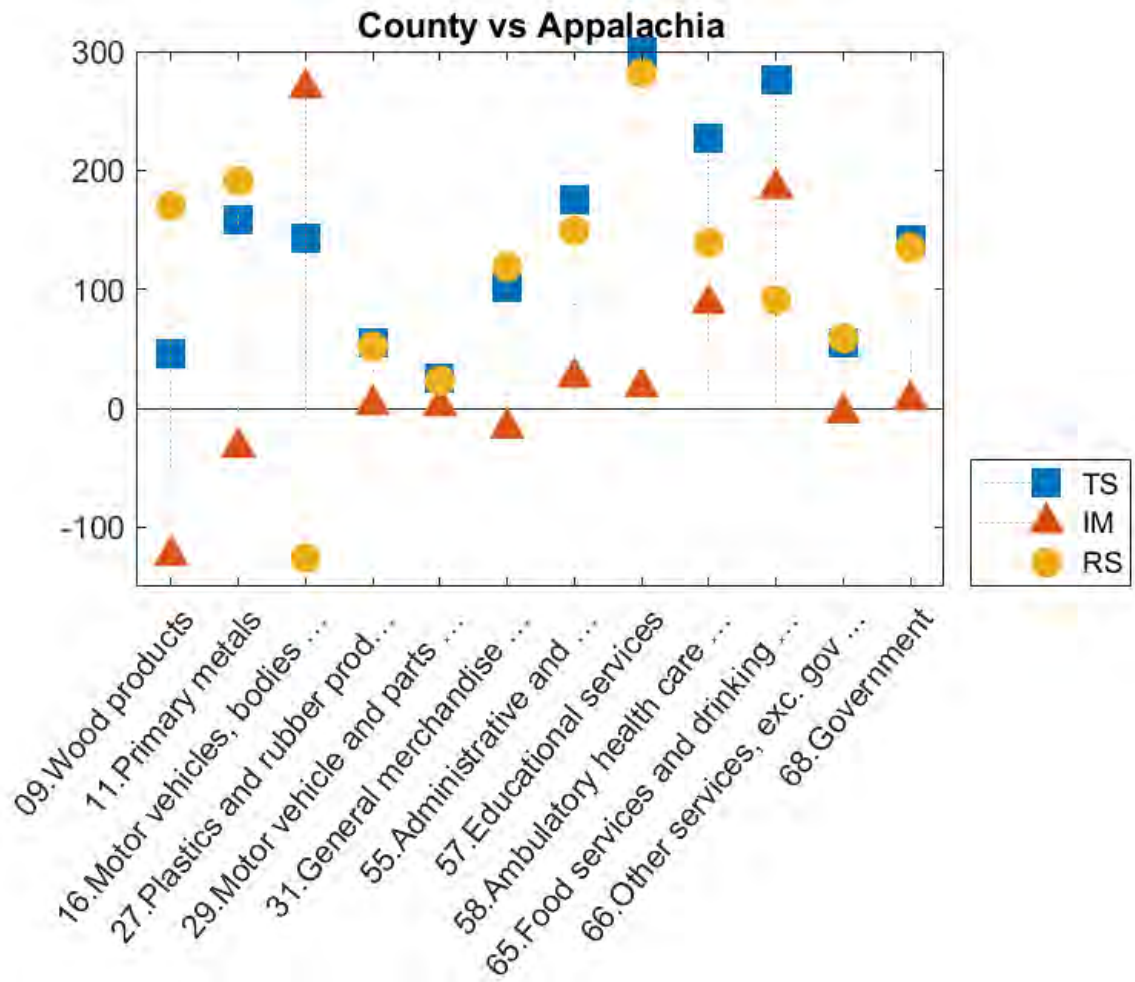 County vs Appalachia
300
200
100
0
-100
TS
IM
RS
09.Wood products
11.Primary metals
16.Motor vehicles, bodies ...
27.Plastics and rubber prod...
29.Motor vehicle and parts ...
31.General merchandise ...
55.Administrative and ...
57.Educational services
58.Ambulatory health care ...
65.Food services and drinking ...
66.Other services, exc. gov ...
68.Government